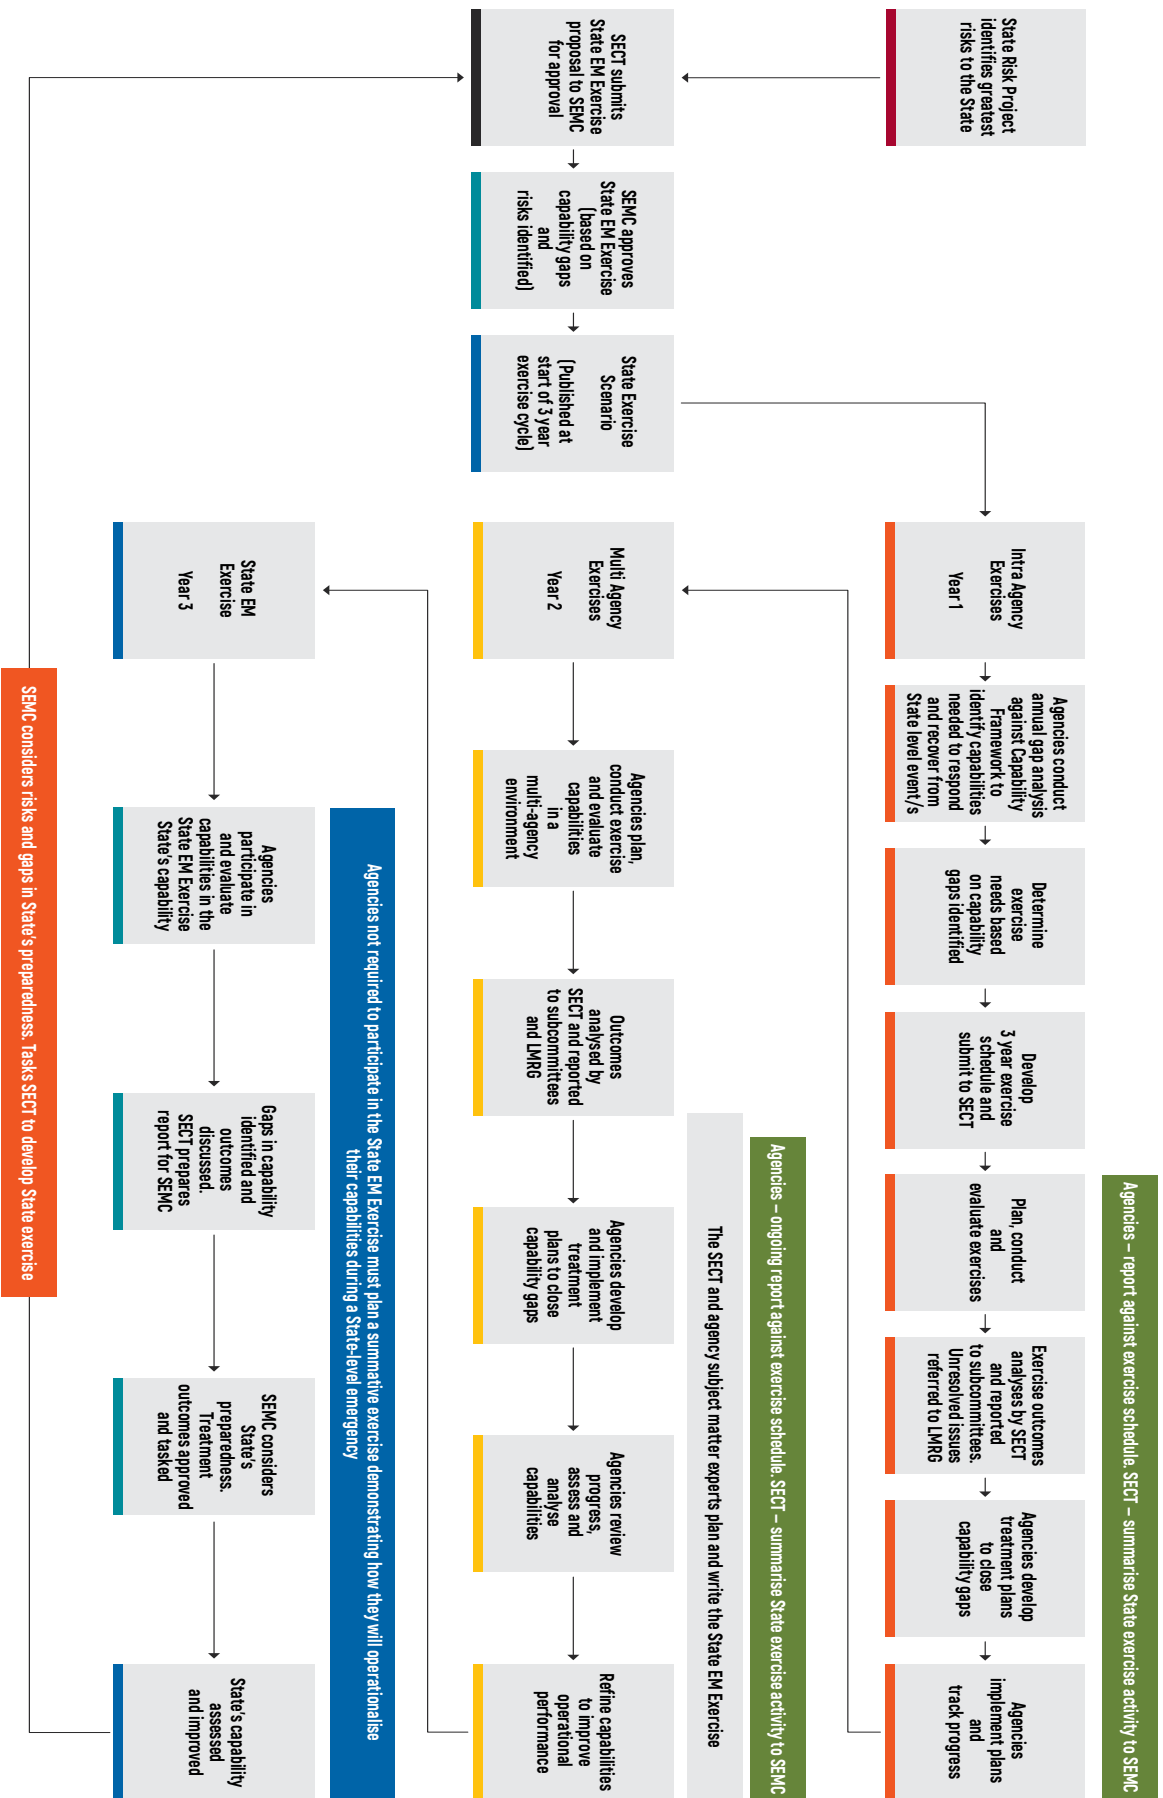 State Risk Project
identifies greatest
risks to the State
SECT submits
State EM Exercise
proposal to SEMC
for approval
SEMC approves
State EM Exercise
(based on
capability gaps
and
risks identified)
State Exercise
Scenario
(Published at
start of 3 year
exercise cycle)
Agencies – report against exercise schedule. SECT – summarise State exercise activity to SEMC
Intra Agency
Exercises
Year 1
Agencies conduct
annual gap analysis
against Capability
Framework to
identify capabilities
needed to respond
and recover from
State level event/s
Determine
exercise
needs based
on capability
gaps identified
Develop
3 year exercise
schedule and
submit to SECT
Plan, conduct
and
evaluate exercises
Exercise outcomes
analyses by SECT
and reported
to subcommittees.
Unresolved issues
referred to LMRG
Agencies develop
treatment plans
to close
capability gaps
Agencies
implement plans
and
track progress
Agencies – ongoing report against exercise schedule. SECT – summarise State exercise activity to SEMC
The SECT and agency subject matter experts plan and write the State EM Exercise
Multi Agency
Exercises
Year 2
Agencies plan,
conduct exercise
and evaluate
capabilities
in a
multi-agency
environment
Outcomes
analysed by
SECT and reported
to subcommittees
and LMRG
Agencies develop
and implement
treatment
plans to close
capability gaps
Agencies review
progress,
assess and
analyse
capabilities
Refine capabilities
to improve
operational
performance
Agencies not required to participate in the State EM Exercise must plan a summative exercise demonstrating how they will operationalise
their capabilities during a State-level emergency
State EM
Exercise
Year 3
Agencies
participate in
and evaluate
capabilities in the
State EM Exercise
State's capability
Gaps in capability
identified and
outcomes
discussed.
SECT prepares
report for SEMC
SEMC considers
State's
preparedness.
Treatment
outcomes approved
and tasked
State's capability
assessed
and improved
SEMC considers risks and gaps in State's preparedness. Tasks SECT to develop State exercise